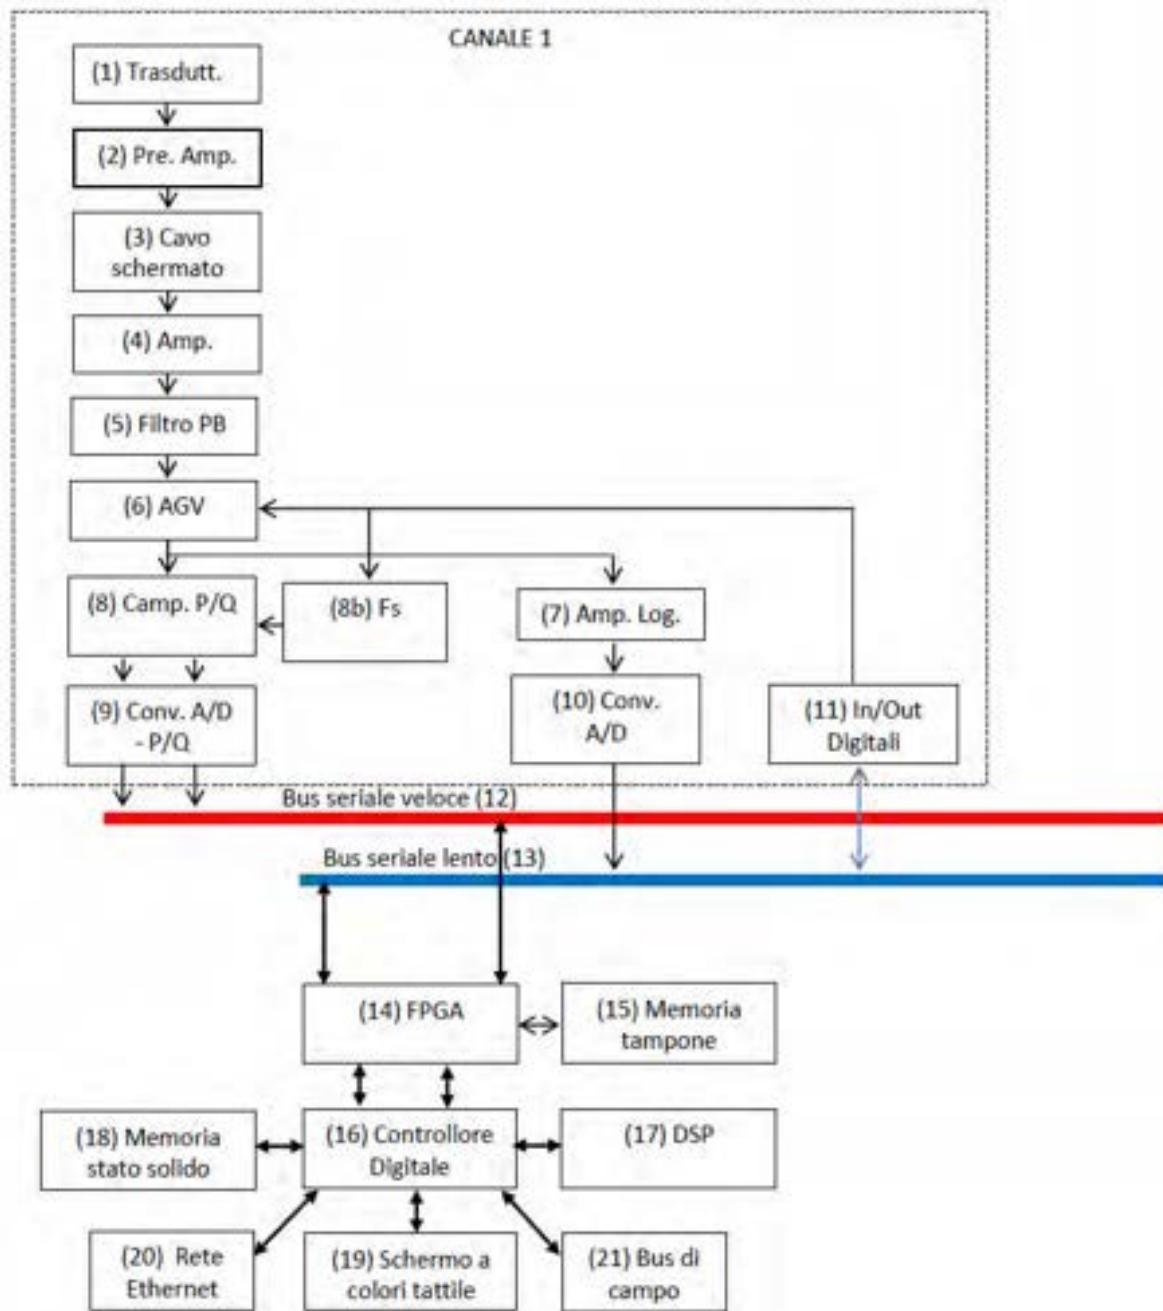 CANALE 1
(1) Trasdutt.
(2) Pre. Amp.
(3) Cavo
schermato
(4) Amp.
(5) Filtro PB
(6) AGV
(8) Camp. P/Q
(8b) Fs
(7) Amp. Log.
(9) Conv. A/D
- P/Q
(10) Conv.
A/D
(11) In/Out
Digitali
Bus seriale veloce (12)
Bus seriale lento (13)
(14) FPGA
(15) Memoria
tampone
(18) Memoria
stato solido
(16) Controllore
Digitale
(17) DSP
(20) Rete
Ethernet
(19) Schermo a
colori tattile
(21) Bus di
campo